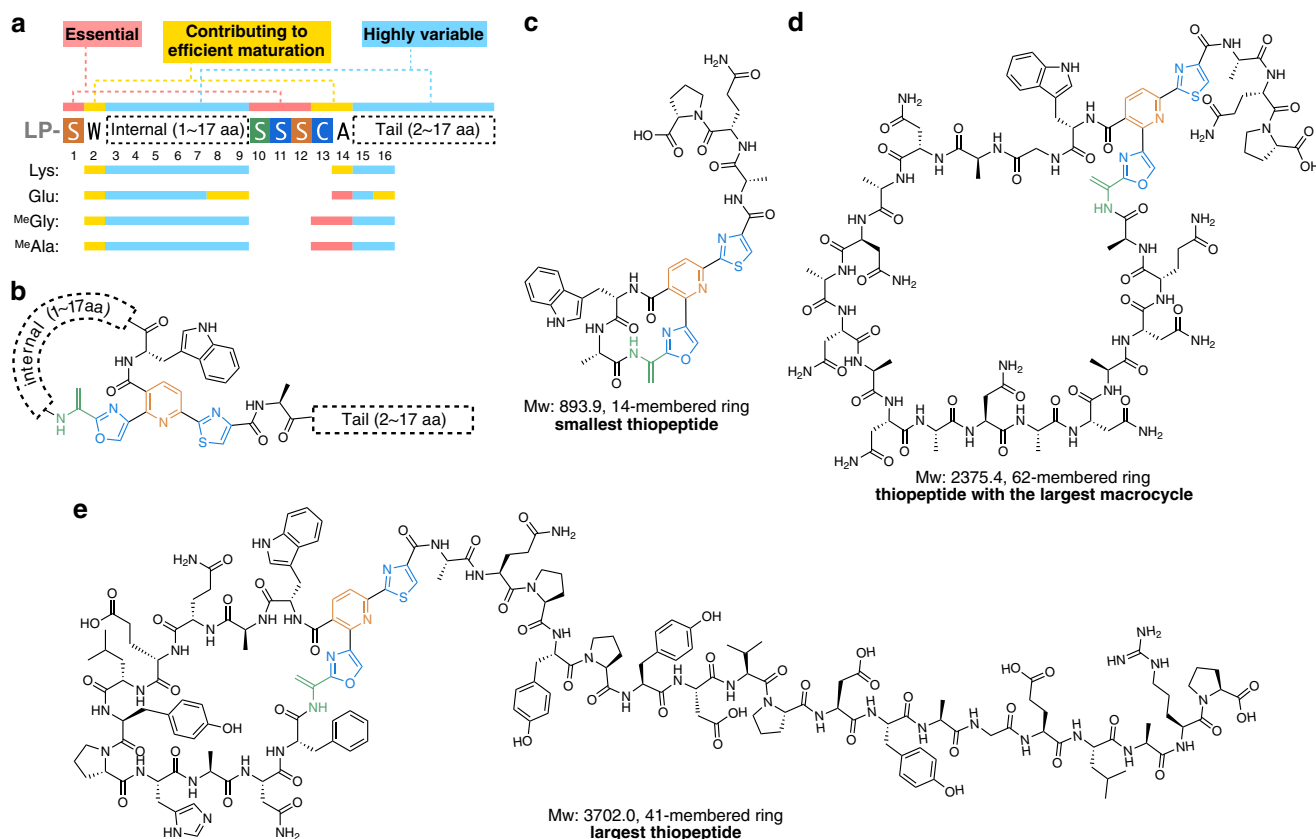 a
Essential
Contributing to
efficient maturation
Highly variable
LP-
S W Internal (1~17 aa) S S S C A Tail (2~17 aa)
1 2 3 4 5 6 7 8 9 10 11 12 13 14 15 16
Lys:
Glu:
MeGly:
MeAla:
b
internal (1~17aa)
Tail (2~17 aa)
c
Mw: 893.9, 14-membered ring
smallest thiopeptide
d
Mw: 2375.4, 62-membered ring
thiopeptide with the largest macrocycle
e
Mw: 3702.0, 41-membered ring
largest thiopeptide